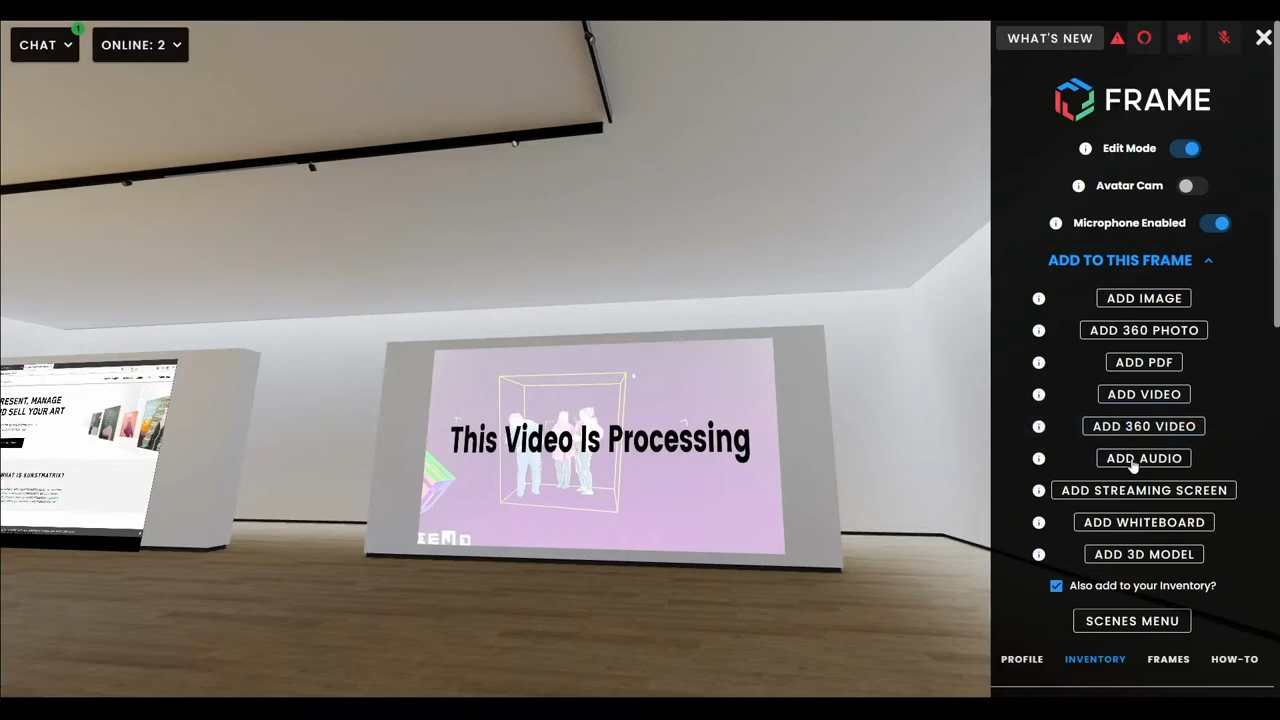 CHAT
1
ONLINE: 2
WHAT'S NEW
FRAME
Edit Mode
Avatar Cam
Microphone Enabled
ADD TO THIS FRAME
ADD IMAGE
ADD 360 PHOTO
ADD PDF
ADD VIDEO
ADD 360 VIDEO
ADD AUDIO
ADD STREAMING SCREEN
ADD WHITEBOARD
ADD 3D MODEL
Also add to your Inventory?
SCENES MENU
PROFILE INVENTORY FRAMES HOW-TO
RESENT, MANAGE
D SELL YOUR ART
WHAT IS KUNSTMATRIX?
This Video Is Processing